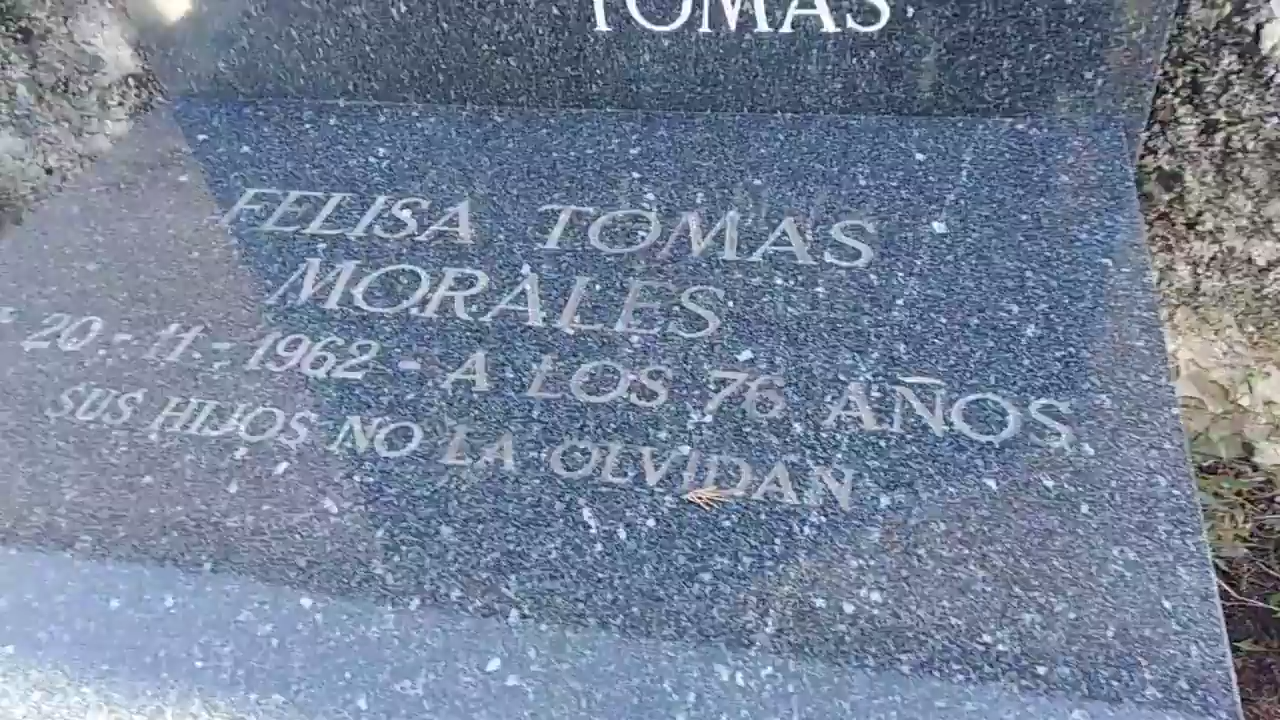 TOMAS
FELISA TOMAS
MORALES
- 20.- 11.- 1962 - A LOS 76 AÑOS
SUS HIJOS NO LA OLVIDAN